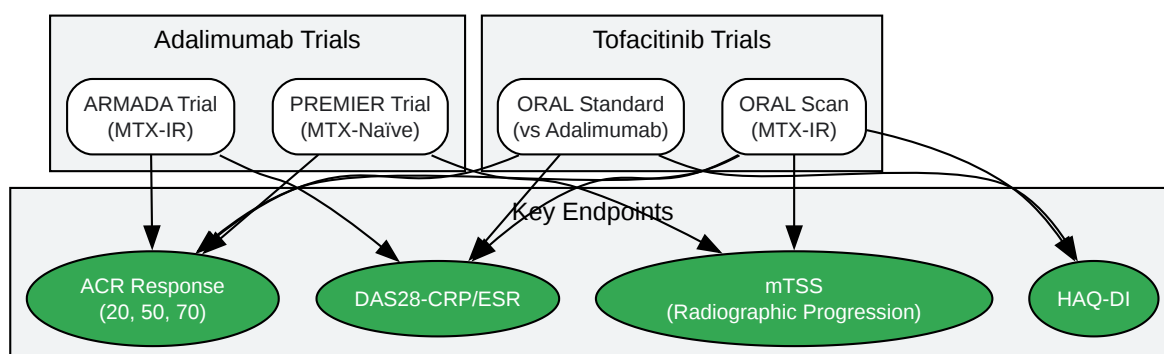 Adalimumab Trials
Tofacitinib Trials
ARMADA Trial
(MTX-IR)
PREMIER Trial
(MTX-Naïve)
ORAL Standard
(vs Adalimumab)
ORAL Scan
(MTX-IR)
Key Endpoints
ACR Response
(20, 50, 70)
DAS28-CRP/ESR
mTSS
(Radiographic Progression)
HAQ-DI